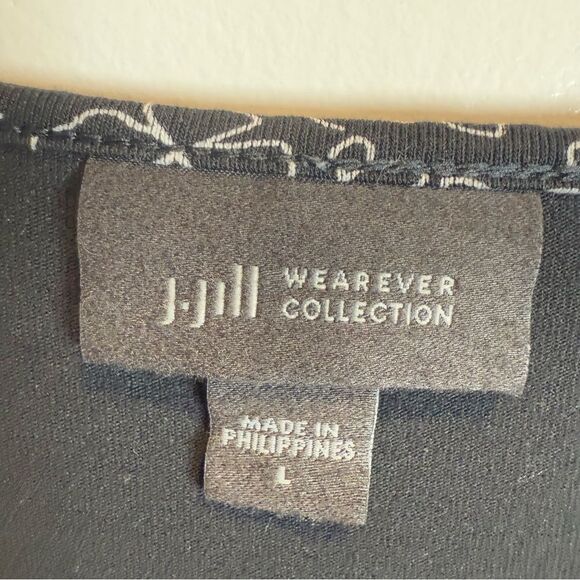 J.Jill WEAREVER
COLLECTION
MADE IN
PHILIPPINES
L